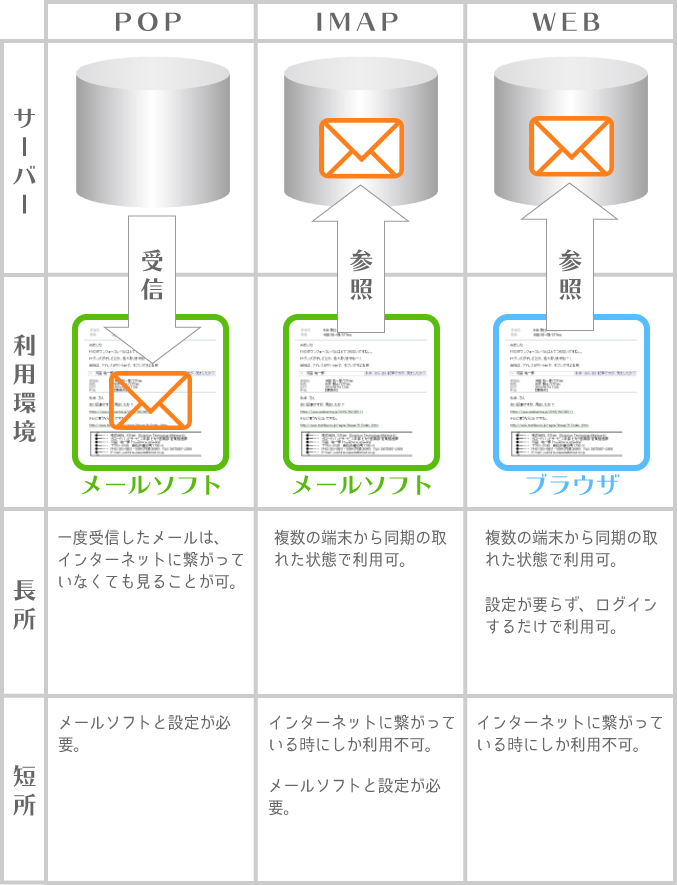 POP
IMAP
WEB
サーバー
受信
参照
参照
利用環境
メールソフト
メールソフト
ブラウザ
長所
一度受信したメールは、
インターネットに繋がって
いなくても見ることが可。
複数の端末から同期の取
れた状態で利用可。
複数の端末から同期の取
れた状態で利用可。
設定が要らず、ログイン
するだけで利用可。
短所
メールソフトと設定が必
要。
インターネットに繋がって
いる時にしか利用不可。
メールソフトと設定が必
要。
インターネットに繋がって
いる時にしか利用不可。